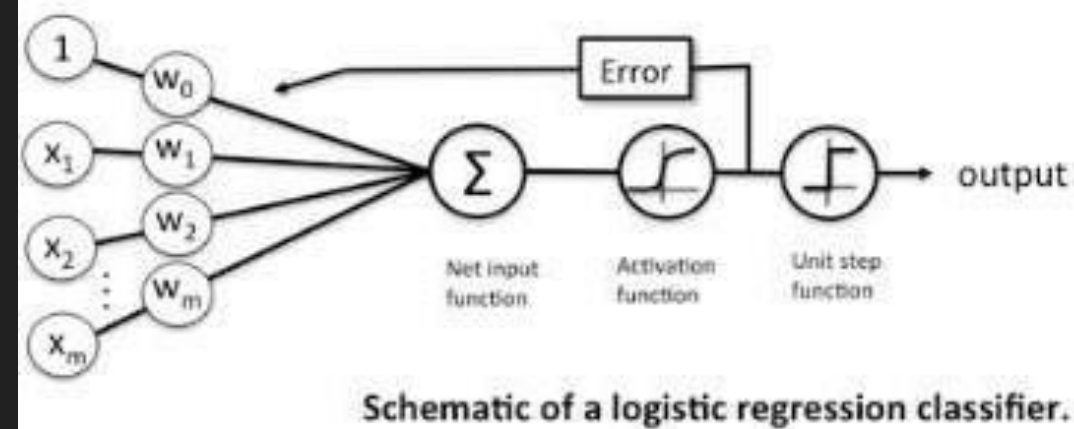 1
w₀
Error
x₁
w₁
Σ
output
x₂
w₂
Net input
function
Activation
function
Unit step
function
wₘ
xₘ
Schematic of a logistic regression classifier.